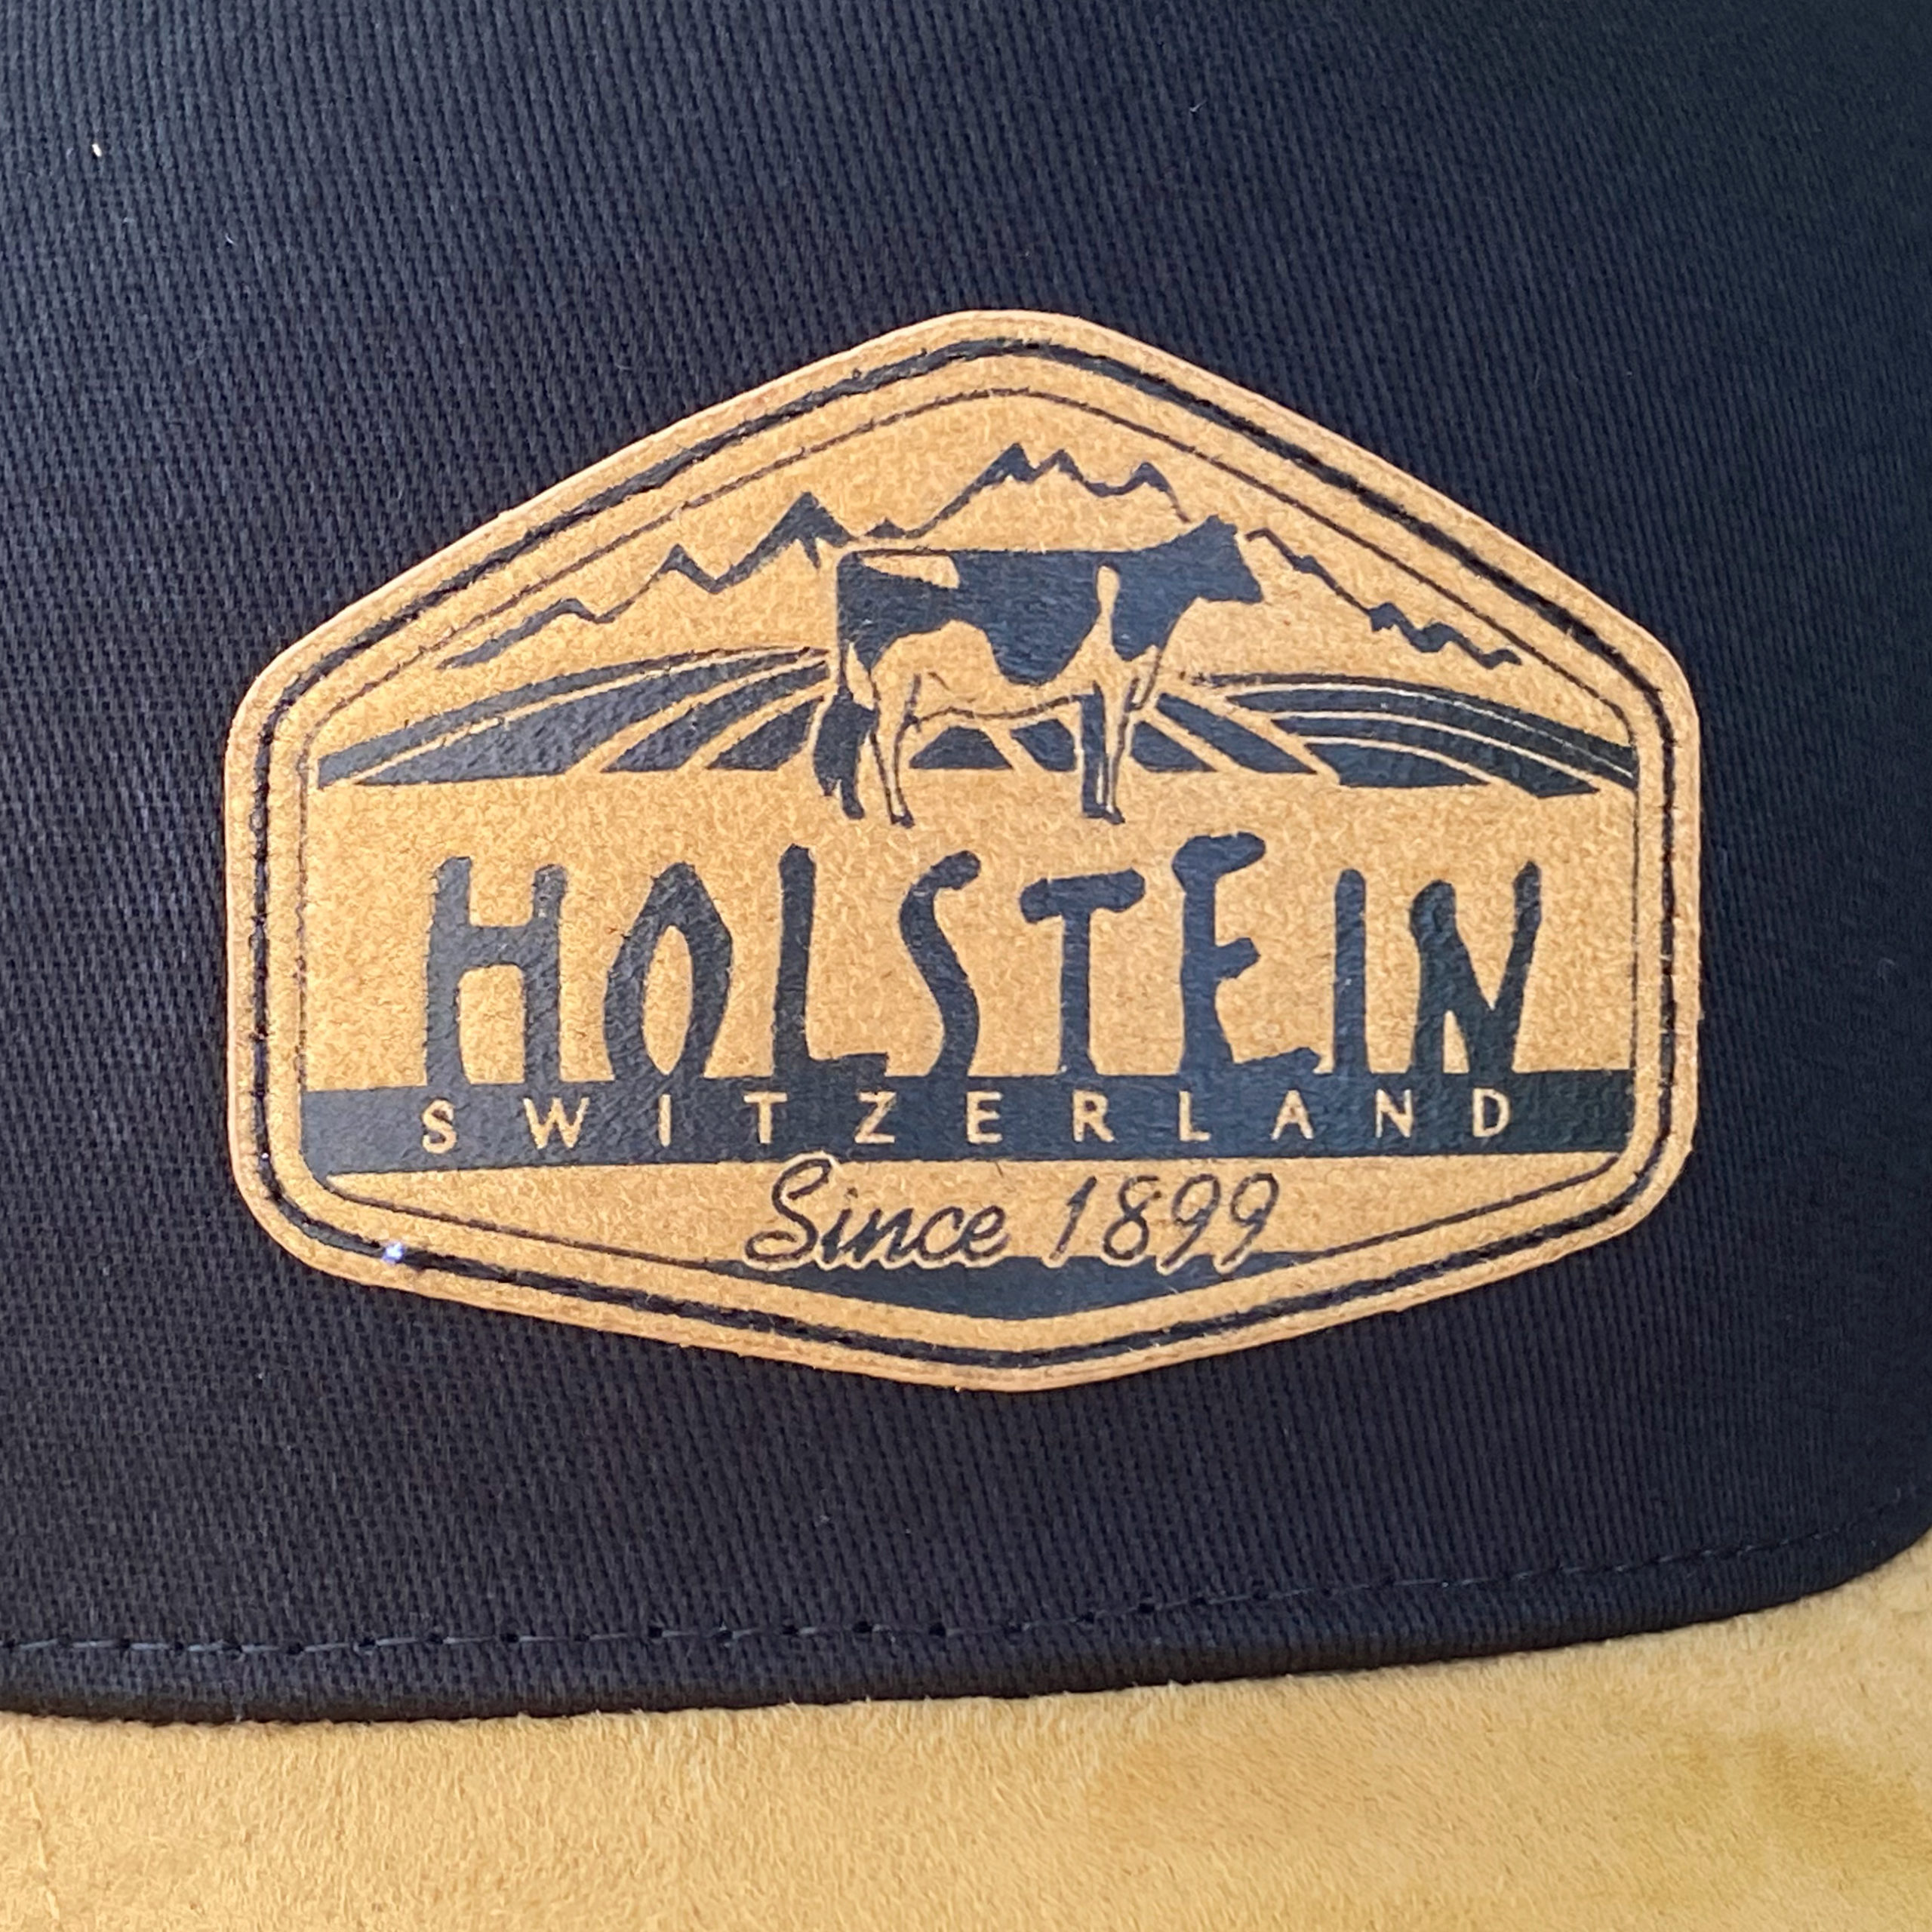 HOLSTEIN
SWITZERLAND
Since 1899